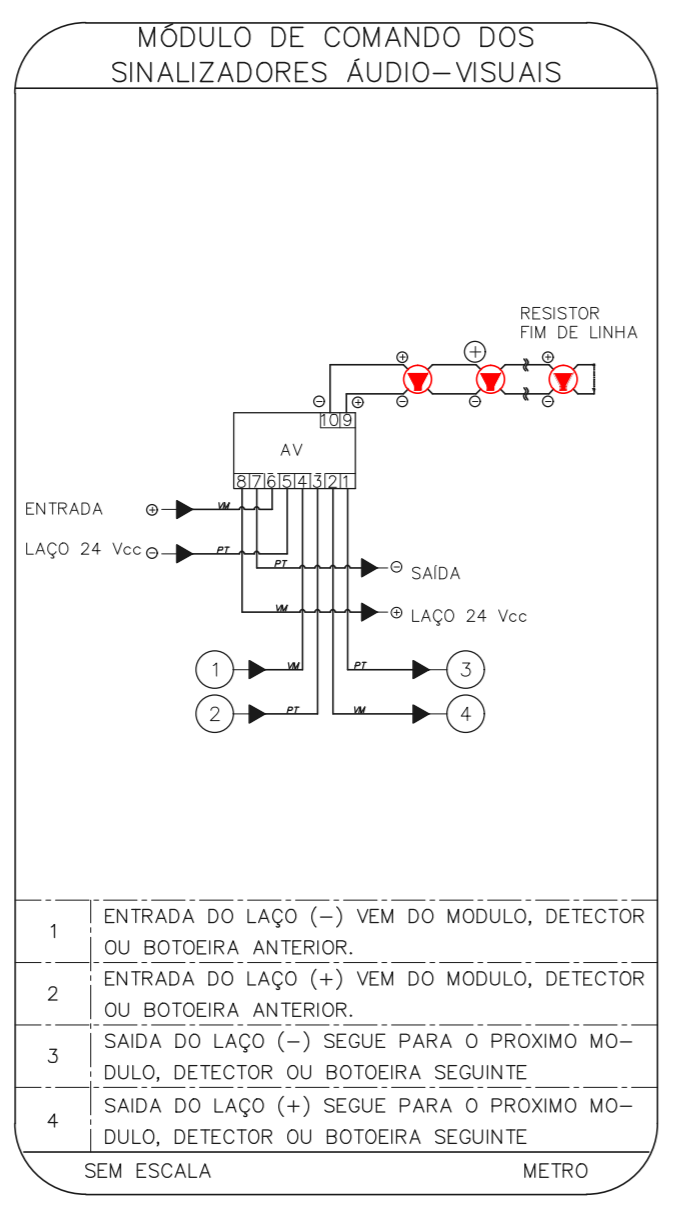 MÓDULO DE COMANDO DOS
SINALIZADORES ÁUDIO-VISUAIS
RESISTOR
FIM DE LINHA
⊕ ⊕ ⊕
⊖ ⊖ ⊖
⊖ 10 9 ⊕
AV
8 7 6 5 4 3 2 1
ENTRADA ⊕ VM
LAÇO 24 Vcc ⊖ PT
PT ⊖ SAÍDA
VM ⊕ LAÇO 24 Vcc
1 VM PT 3
2 PT VM 4
1 ENTRADA DO LAÇO (-) VEM DO MODULO, DETECTOR
OU BOTOEIRA ANTERIOR.
2 ENTRADA DO LAÇO (+) VEM DO MODULO, DETECTOR
OU BOTOEIRA ANTERIOR.
3 SAIDA DO LAÇO (-) SEGUE PARA O PROXIMO MO-
DULO, DETECTOR OU BOTOEIRA SEGUINTE
4 SAIDA DO LAÇO (+) SEGUE PARA O PROXIMO MO-
DULO, DETECTOR OU BOTOEIRA SEGUINTE
SEM ESCALA METRO